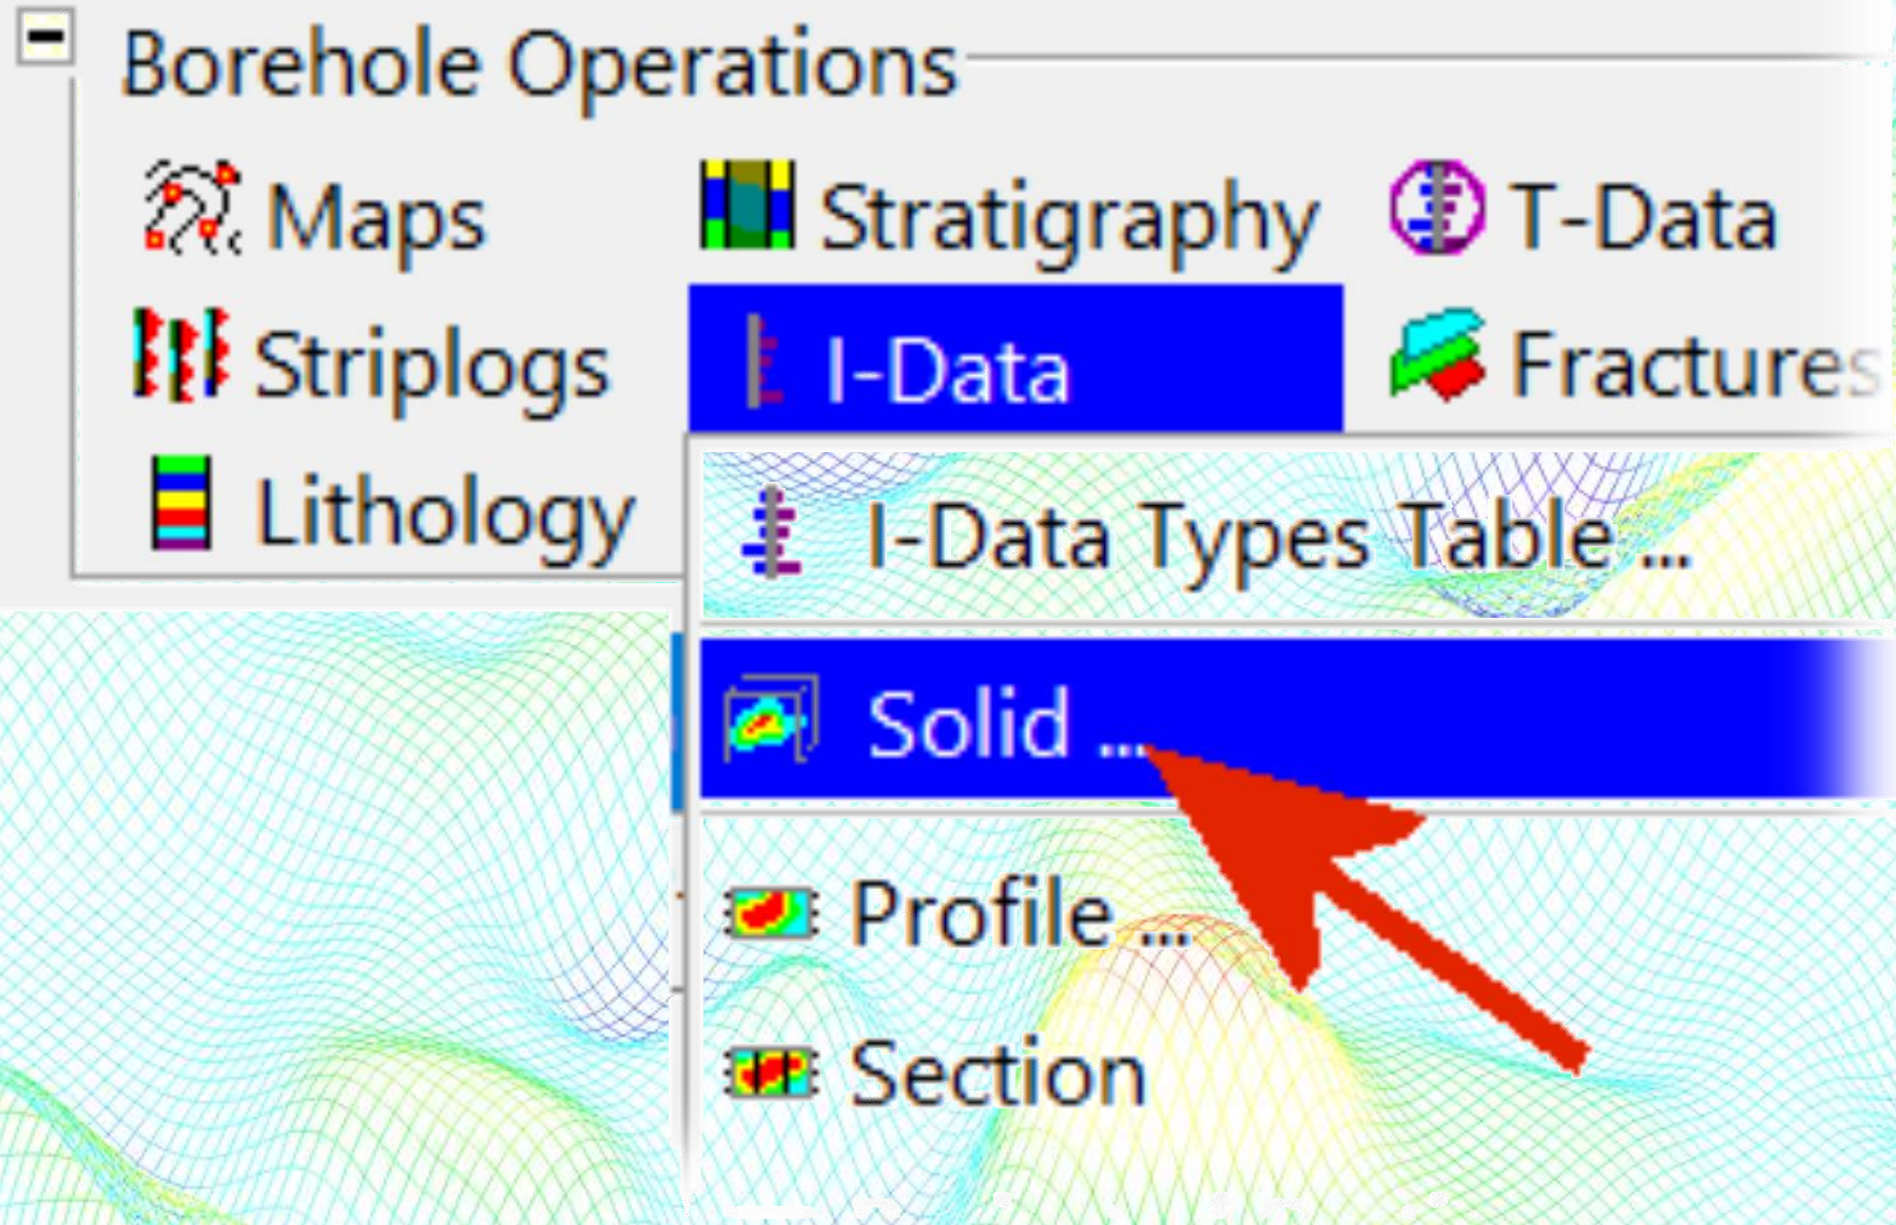 Borehole Operations
Maps Stratigraphy T-Data
Striplogs I-Data Fractures
Lithology
I-Data Types Table ...
Solid ...
Profile ...
Section